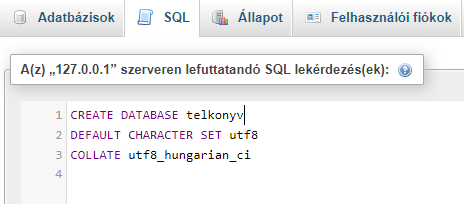 Adatbázisok SQL Állapot Felhasználói fiókok
A(z) „127.0.0.1” szerveren lefuttatandó SQL lekérdezés(ek):
1 CREATE DATABASE telkonyv
2 DEFAULT CHARACTER SET utf8
3 COLLATE utf8_hungarian_ci
4